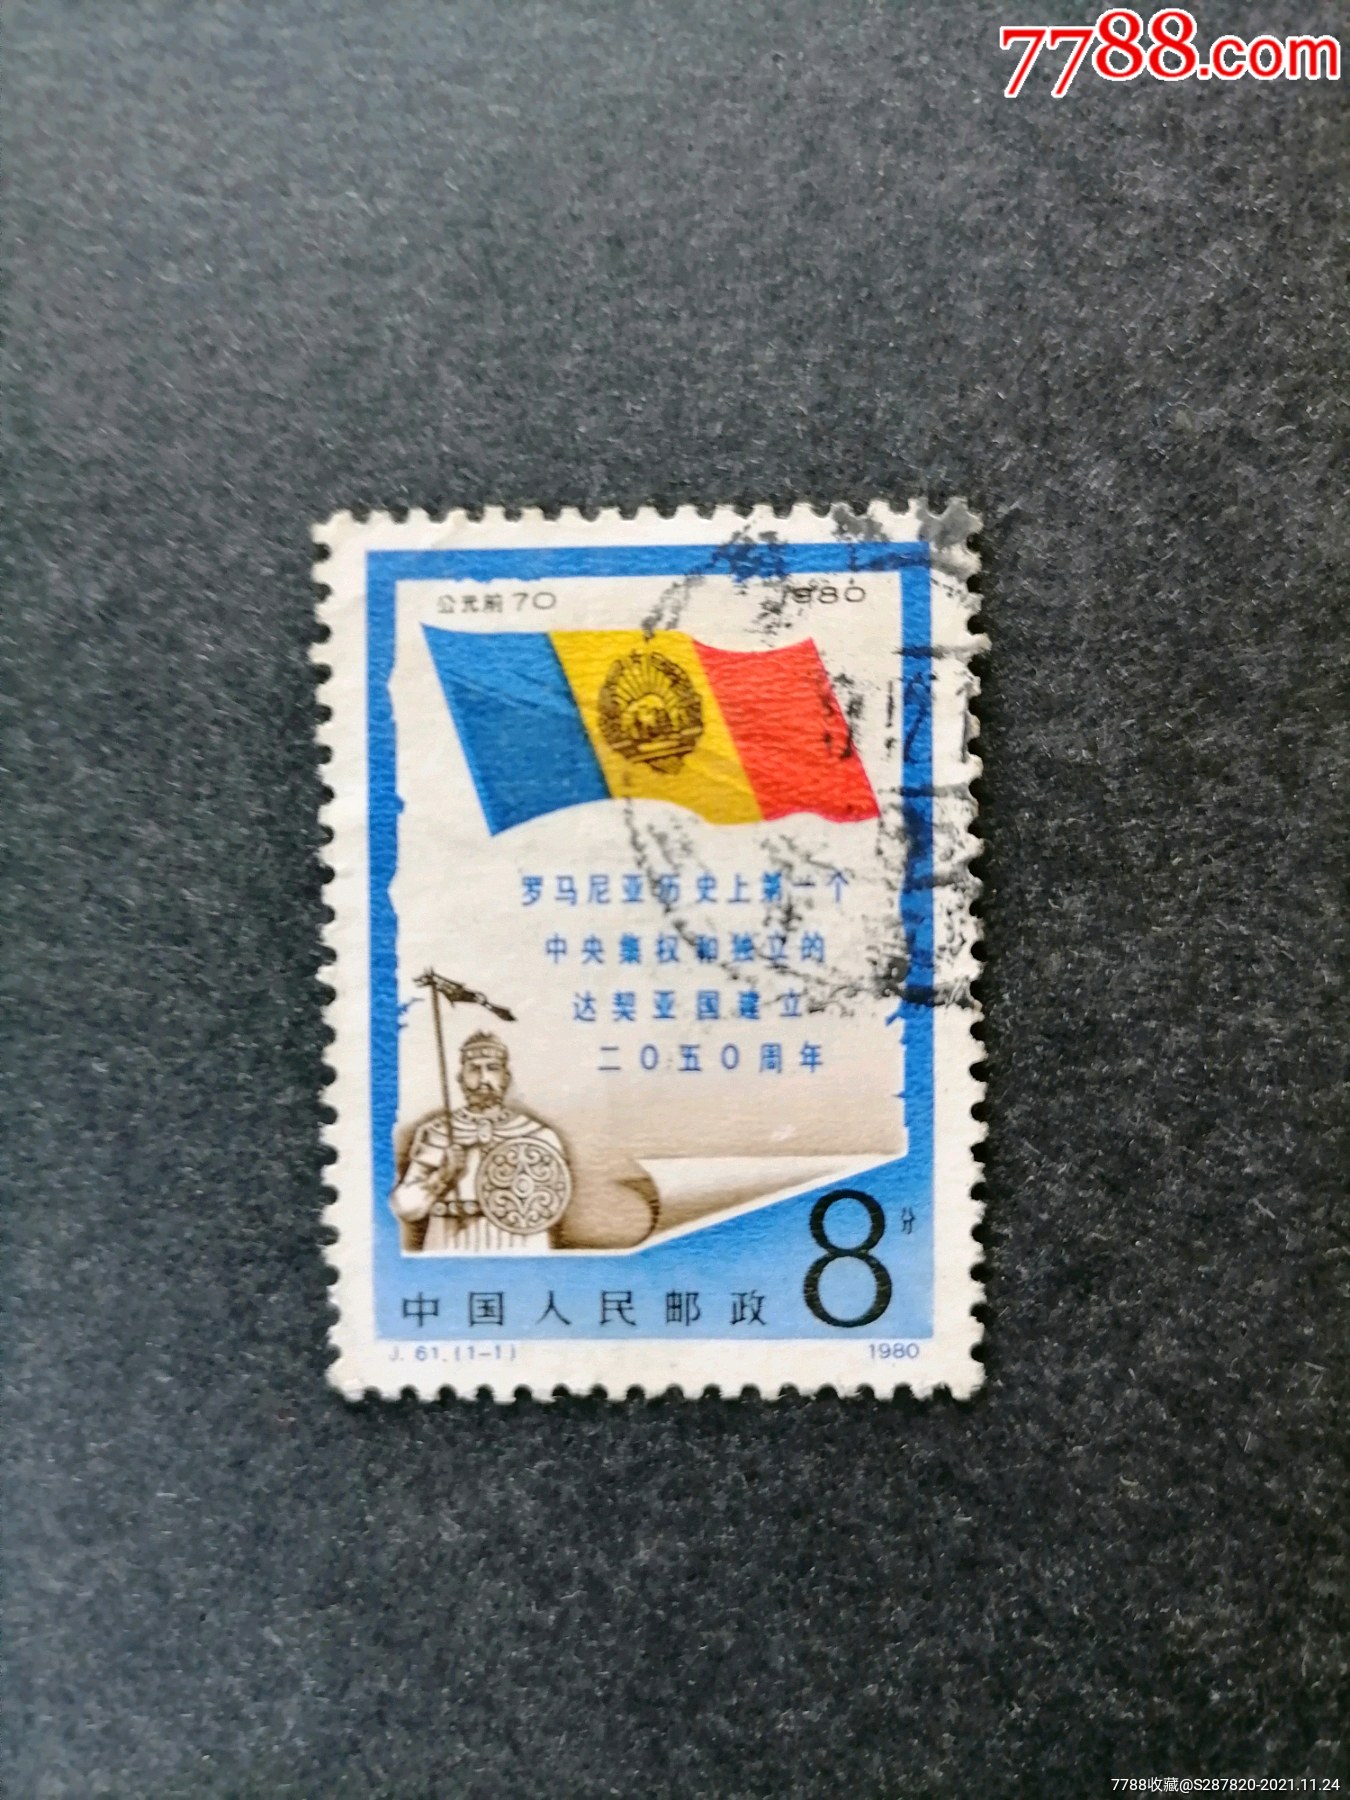 7788.com
公元前70 1980
罗马尼亚历史上第一个
中央集权和独立的
达契亚国建立
二〇五〇周年
8分
中国人民邮政
J. 61. (1-1) 1980
7788收藏@S287820-2021.11.24